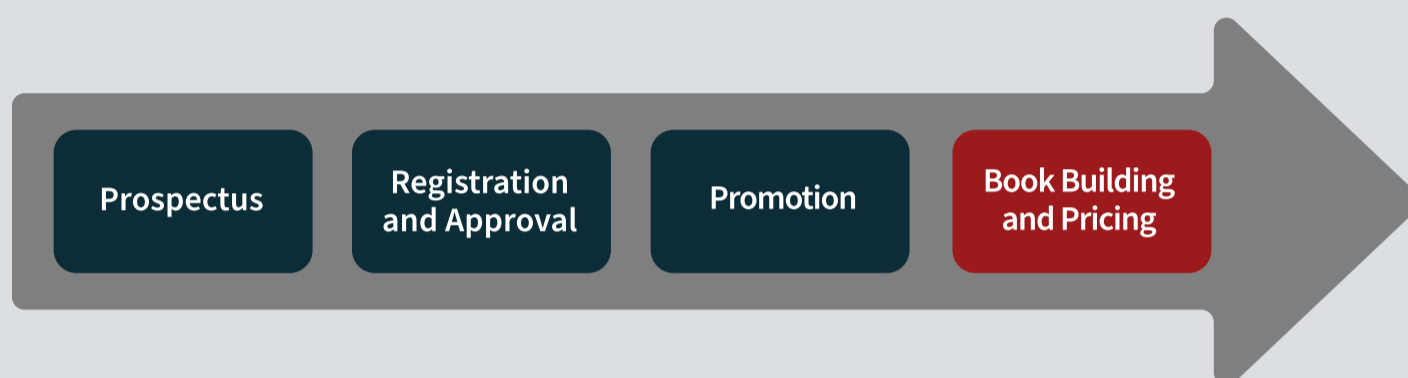 Prospectus
Registration
and Approval
Promotion
Book Building
and Pricing